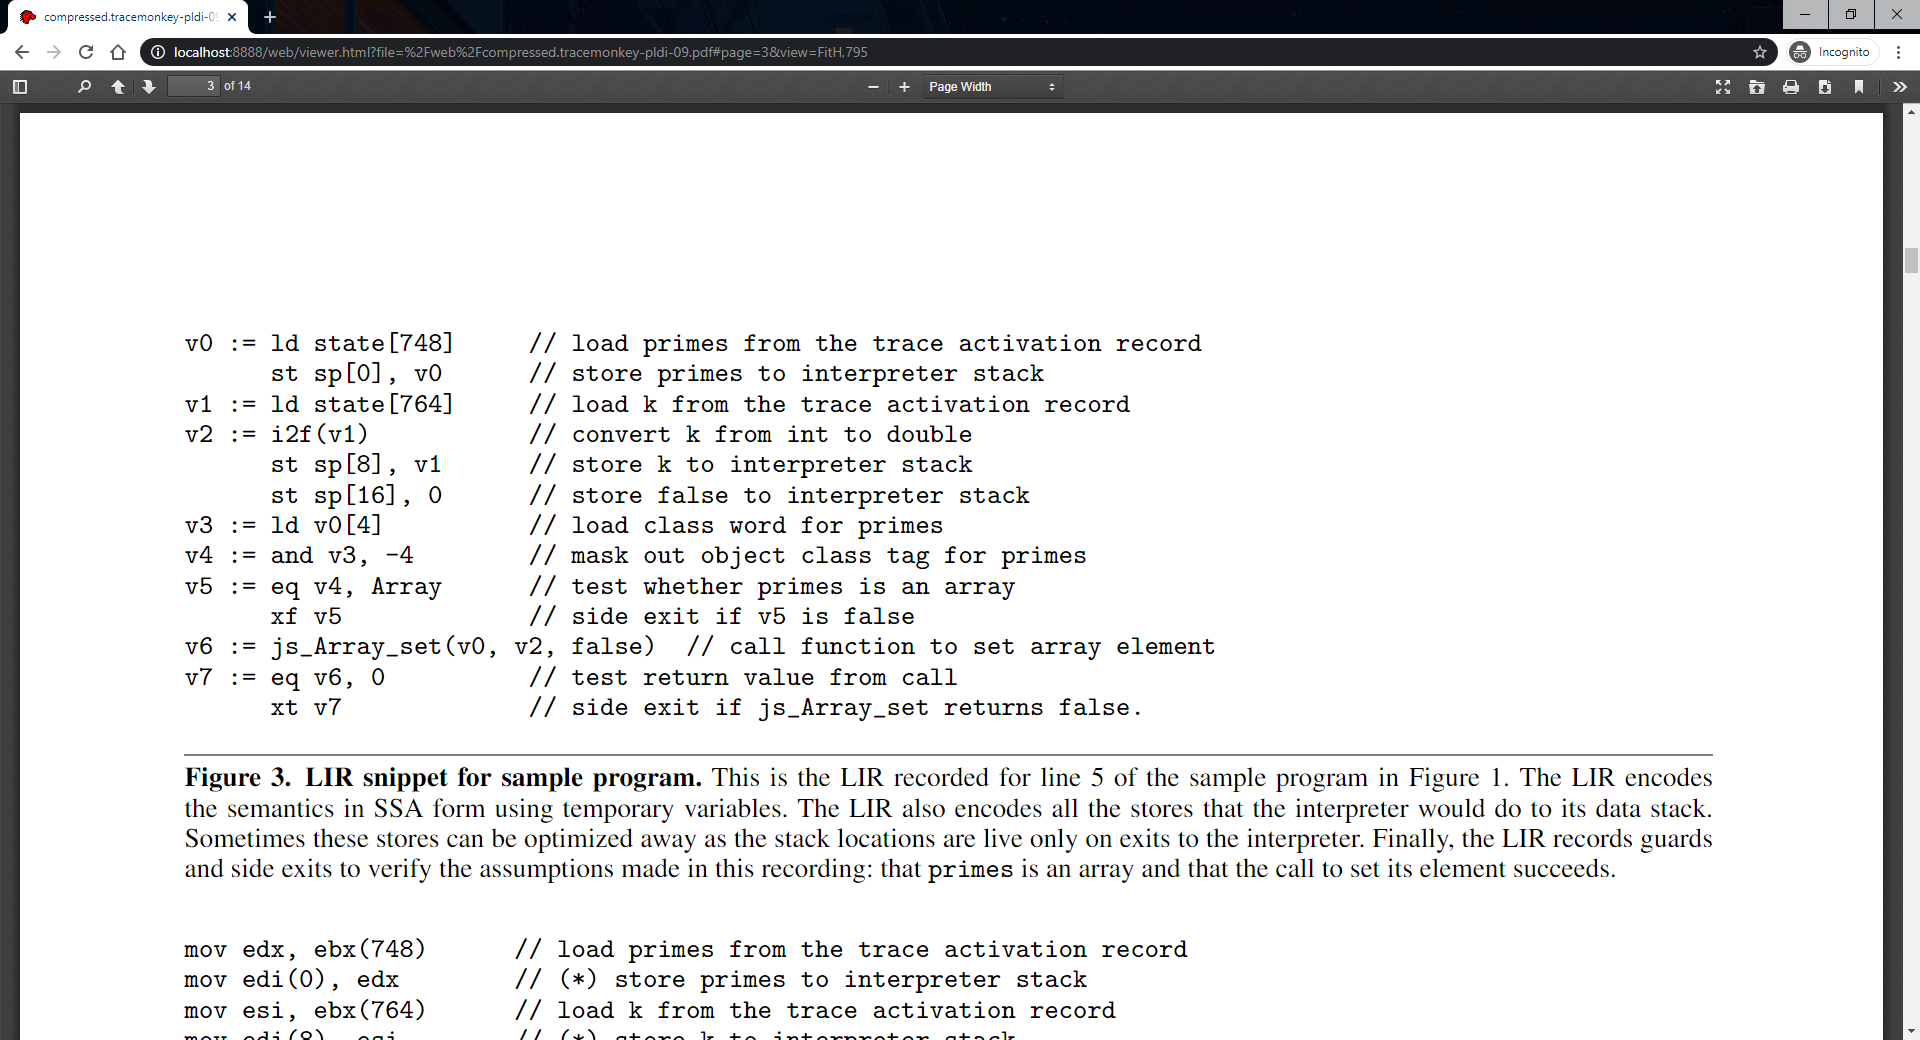 compressed.tracemonkey-pldi-09
localhost:8888/web/viewer.html?file=%2Fweb%2Fcompressed.tracemonkey-pldi-09.pdf#page=3&view=FitH,795
Incognito
3 of 14
Page Width
v0 := ld state[748] // load primes from the trace activation record
st sp[0], v0 // store primes to interpreter stack
v1 := ld state[764] // load k from the trace activation record
v2 := i2f(v1) // convert k from int to double
st sp[8], v1 // store k to interpreter stack
st sp[16], 0 // store false to interpreter stack
v3 := ld v0[4] // load class word for primes
v4 := and v3, -4 // mask out object class tag for primes
v5 := eq v4, Array // test whether primes is an array
xf v5 // side exit if v5 is false
v6 := js_Array_set(v0, v2, false) // call function to set array element
v7 := eq v6, 0 // test return value from call
xt v7 // side exit if js_Array_set returns false.
Figure 3. LIR snippet for sample program. This is the LIR recorded for line 5 of the sample program in Figure 1. The LIR encodes
the semantics in SSA form using temporary variables. The LIR also encodes all the stores that the interpreter would do to its data stack.
Sometimes these stores can be optimized away as the stack locations are live only on exits to the interpreter. Finally, the LIR records guards
and side exits to verify the assumptions made in this recording: that primes is an array and that the call to set its element succeeds.
mov edx, ebx(748) // load primes from the trace activation record
mov edi(0), edx // (*) store primes to interpreter stack
mov esi, ebx(764) // load k from the trace activation record
mov edi(8), esi // (*) store k to interpreter stack